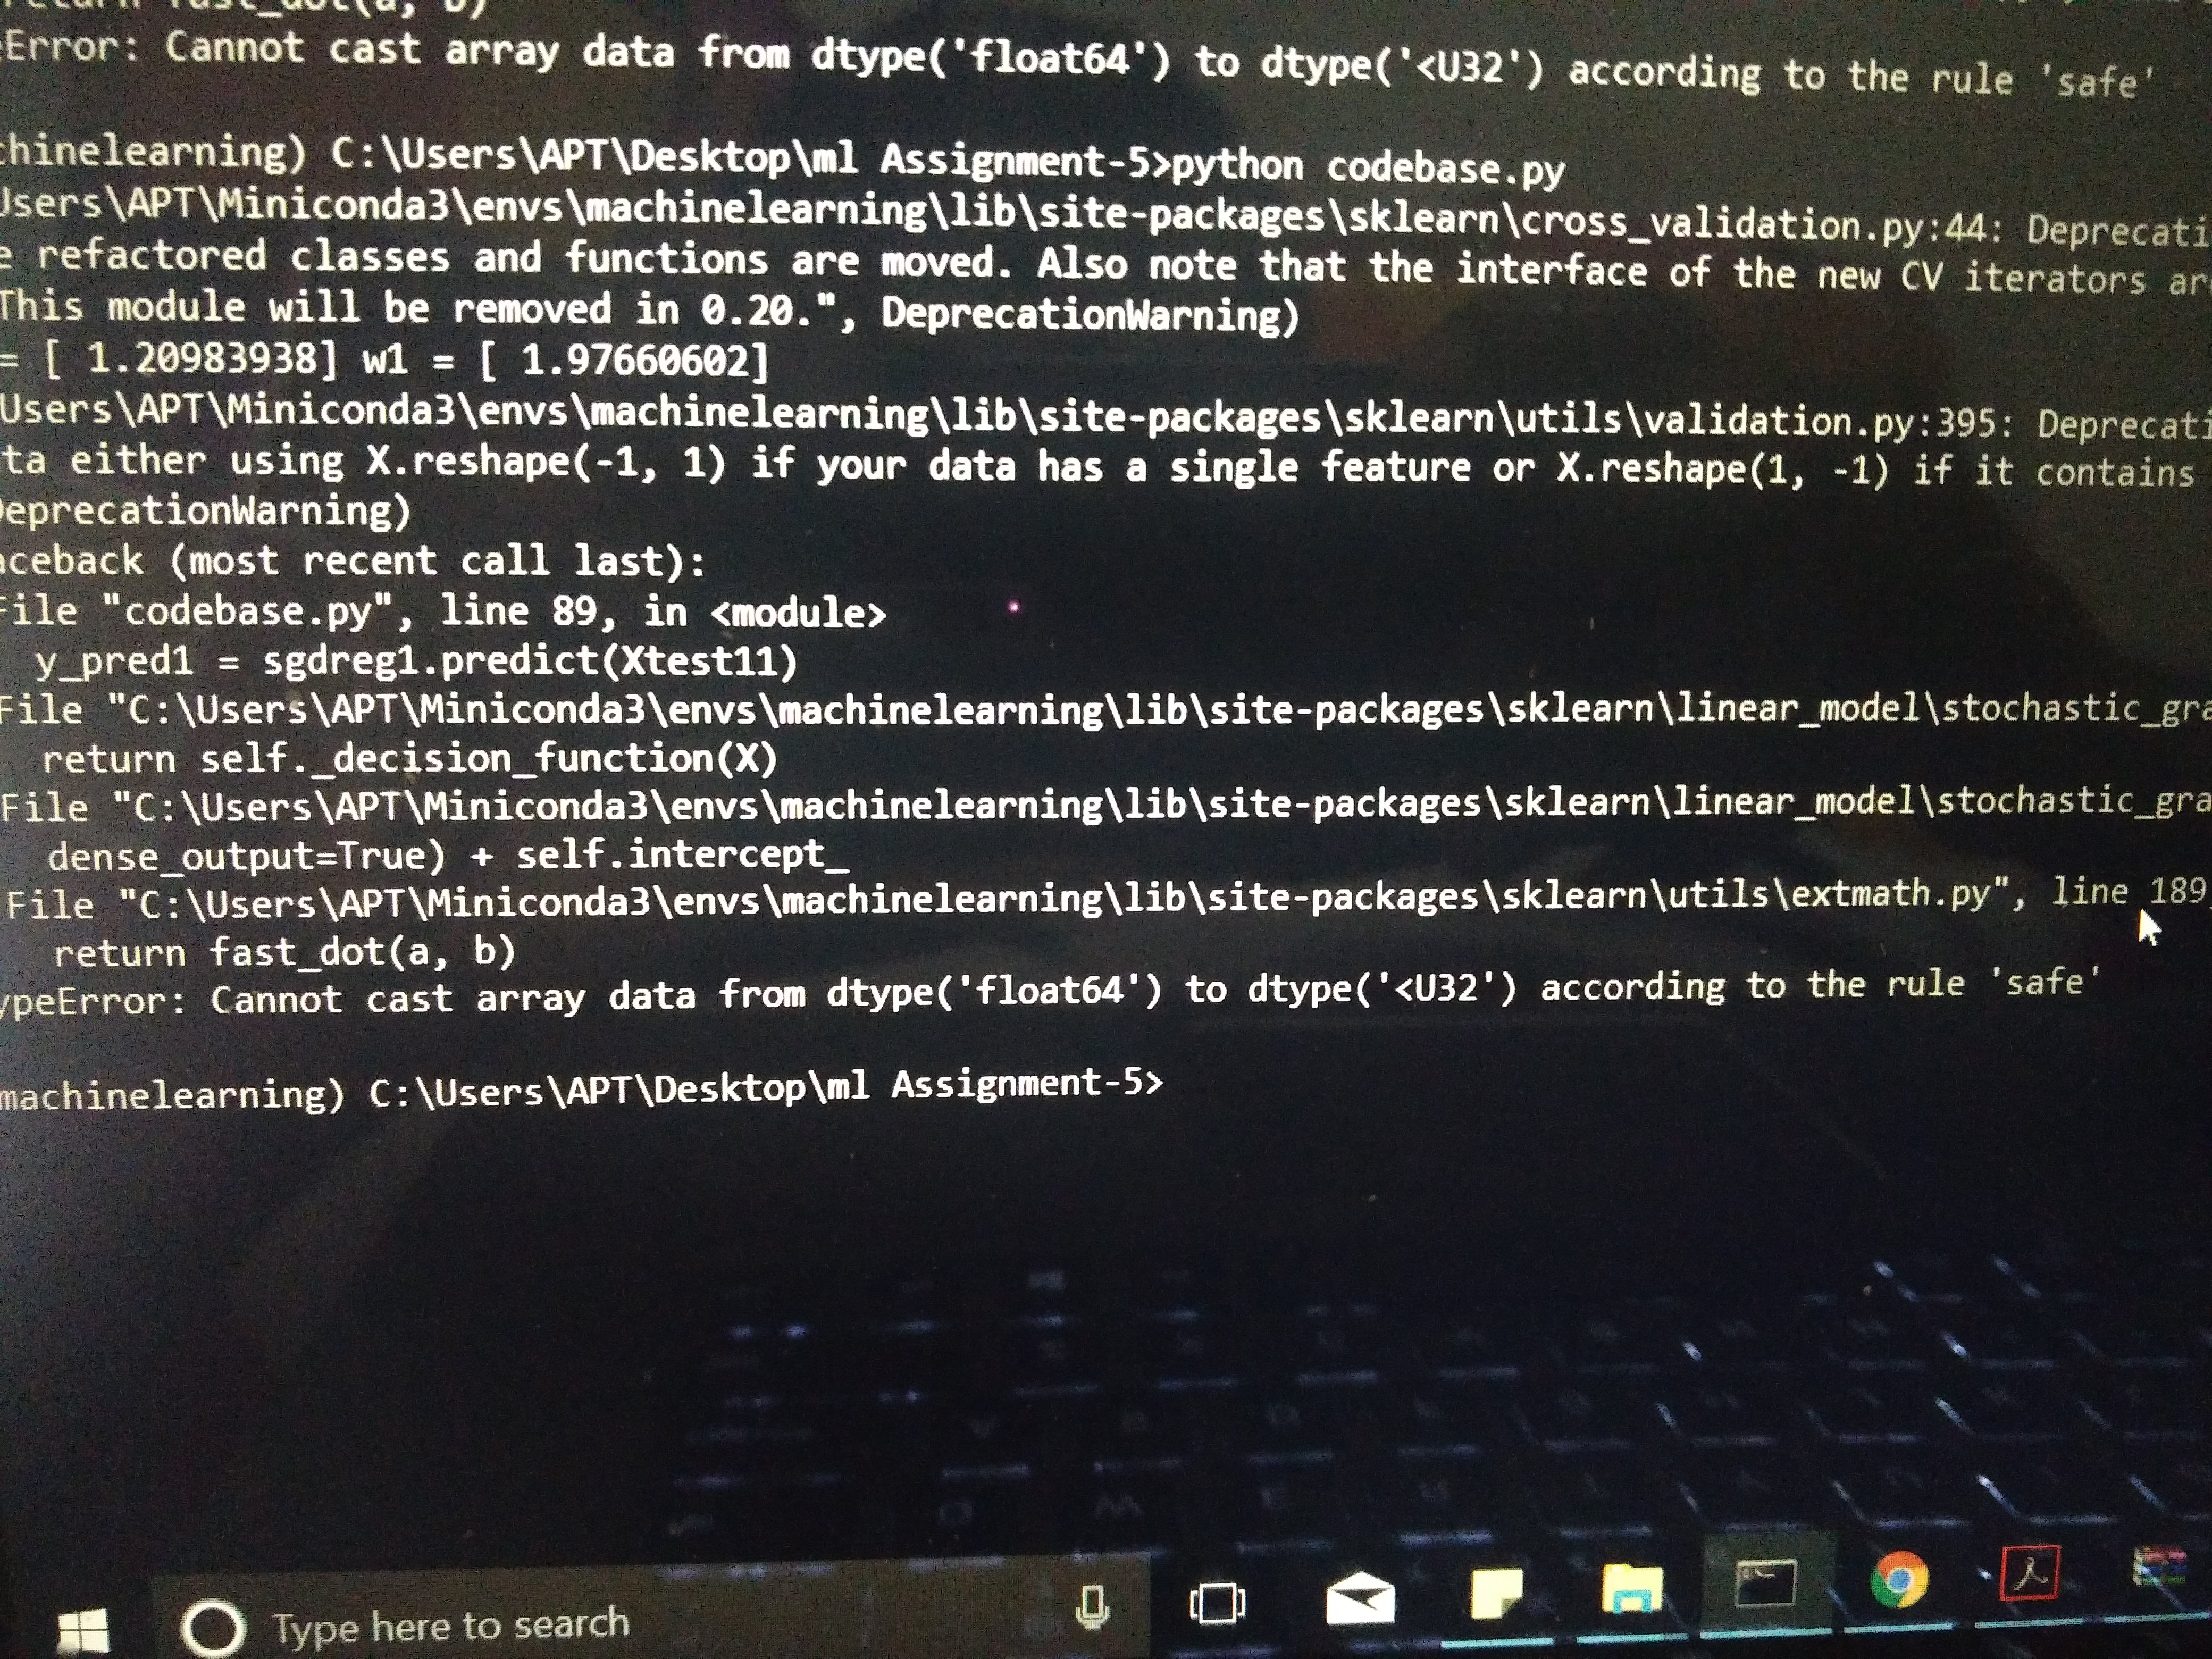 return fast_dot(a, b)
Error: Cannot cast array data from dtype('float64') to dtype('<U32') according to the rule 'safe'
chinelearning) C:\Users\APT\Desktop\ml Assignment-5>python codebase.py
Users\APT\Miniconda3\envs\machinelearning\lib\site-packages\sklearn\cross_validation.py:44: Deprecati
e refactored classes and functions are moved. Also note that the interface of the new CV iterators ar
This module will be removed in 0.20.", DeprecationWarning)
= [ 1.20983938] w1 = [ 1.97660602]
Users\APT\Miniconda3\envs\machinelearning\lib\site-packages\sklearn\utils\validation.py:395: Deprecati
ta either using X.reshape(-1, 1) if your data has a single feature or X.reshape(1, -1) if it contains
DeprecationWarning)
aceback (most recent call last):
File "codebase.py", line 89, in <module>
y_pred1 = sgdreg1.predict(Xtest11)
File "C:\Users\APT\Miniconda3\envs\machinelearning\lib\site-packages\sklearn\linear_model\stochastic_gra
return self._decision_function(X)
File "C:\Users\APT\Miniconda3\envs\machinelearning\lib\site-packages\sklearn\linear_model\stochastic_gra
dense_output=True) + self.intercept_
File "C:\Users\APT\Miniconda3\envs\machinelearning\lib\site-packages\sklearn\utils\extmath.py", line 189,
return fast_dot(a, b)
ypeError: Cannot cast array data from dtype('float64') to dtype('<U32') according to the rule 'safe'
machinelearning) C:\Users\APT\Desktop\ml Assignment-5>
Type here to search